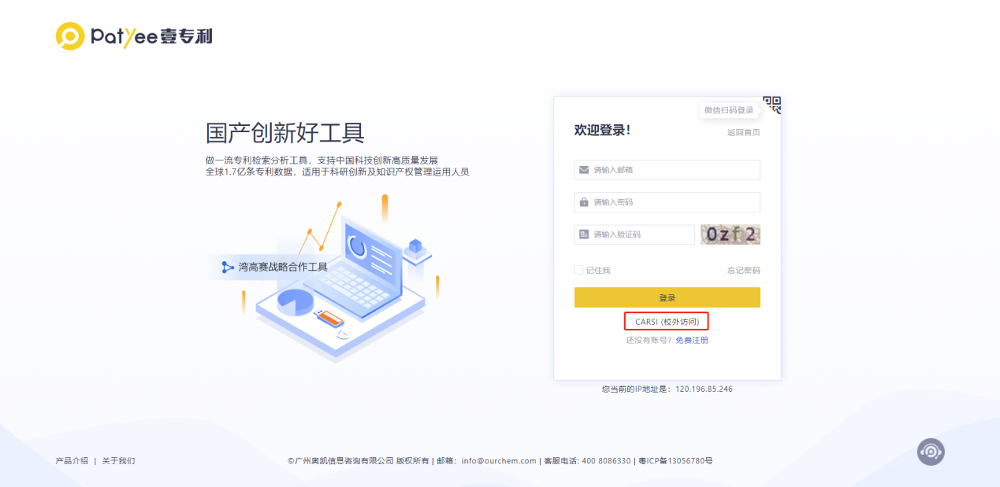 Patyee壹专利
国产创新好工具
做一流专利检索分析工具，支持中国科技创新高质量发展
全球1.7亿条专利数据，适用于科研创新及知识产权管理运用人员
湾高赛战略合作工具
微信扫码登录
欢迎登录！
返回首页
请输入邮箱
请输入密码
请输入验证码
0zf2
记住我
忘记密码
登录
CARSI (校外访问)
还没有账号？免费注册
您当前的IP地址是：120.196.85.246
产品介绍 | 关于我们
©广州奥凯信息咨询有限公司 版权所有 | 邮箱：info@ourchem.com | 客服电话: 400 8086330 | 粤ICP备13056780号